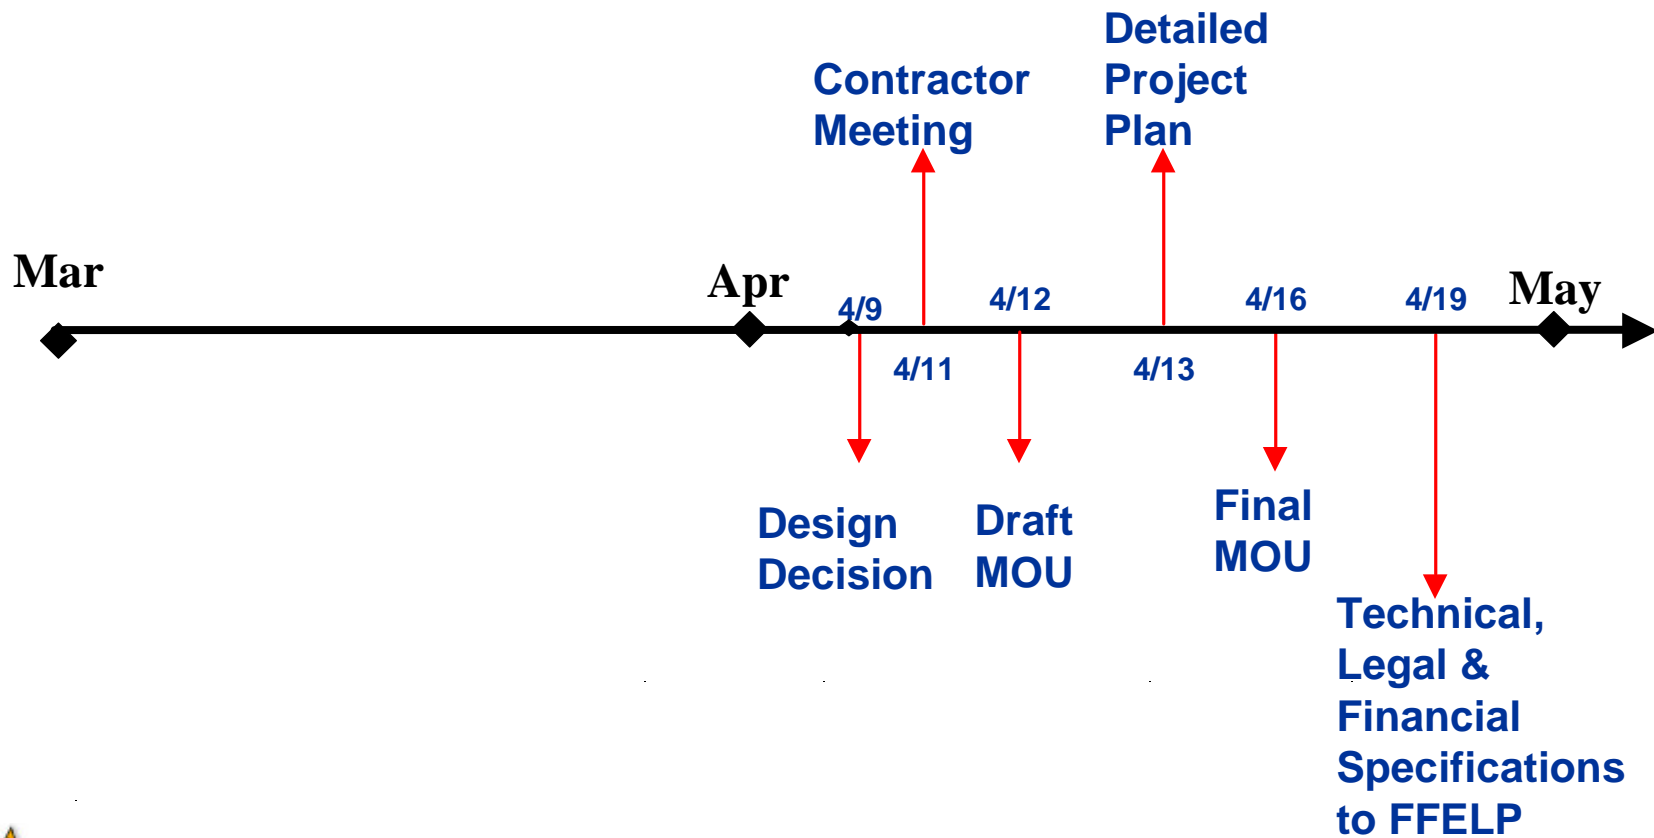 Detailed
Project
Plan
Contractor
Meeting
Mar
Apr
4/9
4/12
4/16
4/19
May
4/11
4/13
Design
Decision
Draft
MOU
Final
MOU
Technical,
Legal &
Financial
Specifications
to FFELP